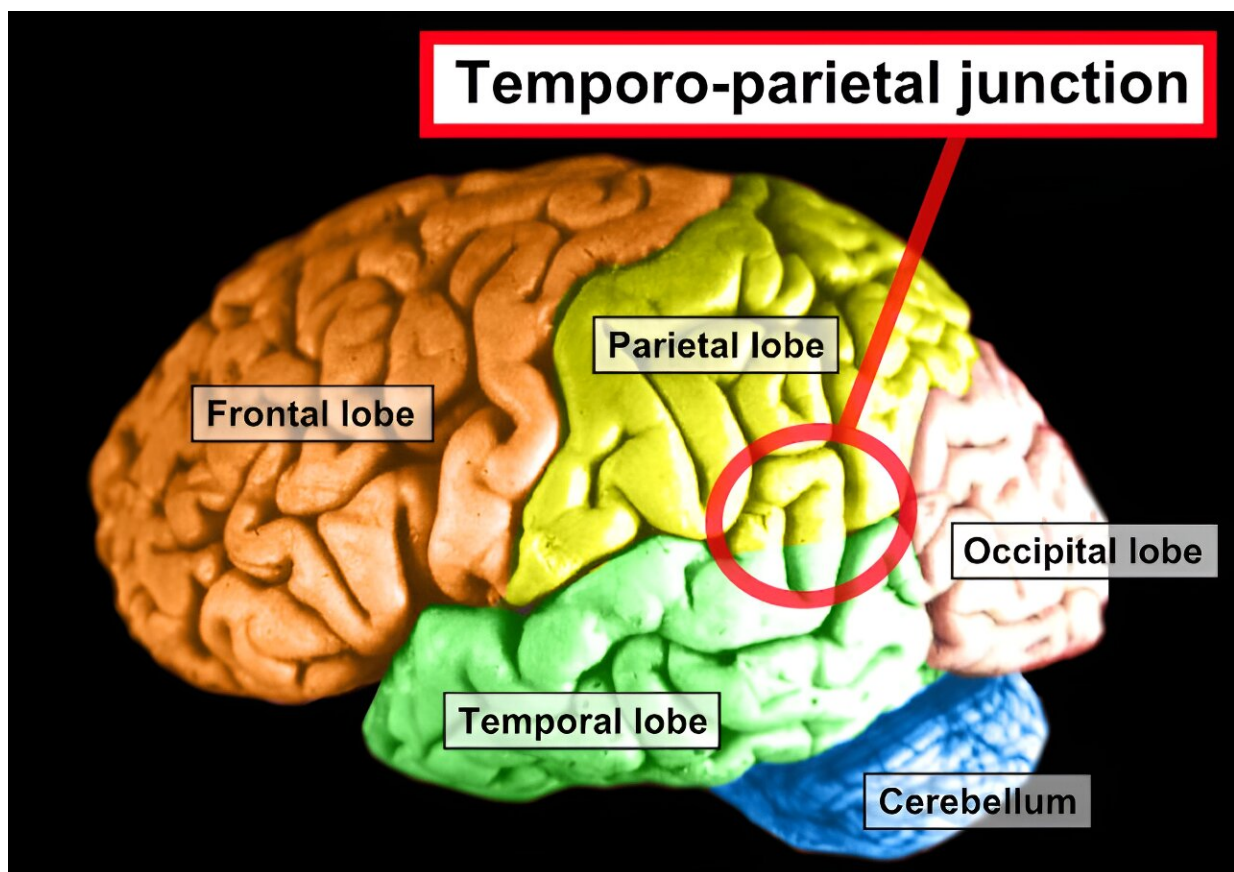 Temporo-parietal junction
Parietal lobe
Frontal lobe
Occipital lobe
Temporal lobe
Cerebellum